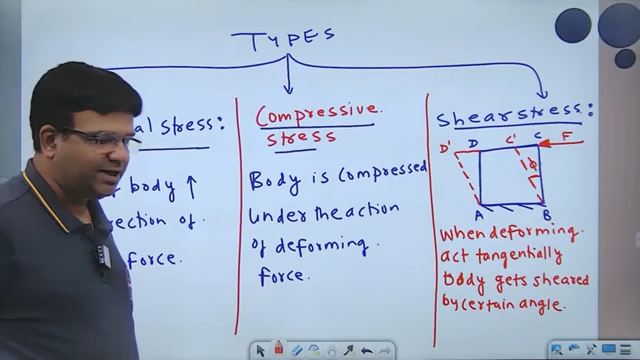 TYPES
al stress:
body ↑
ection of
force.
Compressive
stress
Body is compressed
under the action
of deforming
force.
Shear stress:
D' D C' C F
φ
A B
When deforming
act tangentially
body gets sheared
by certain angle.